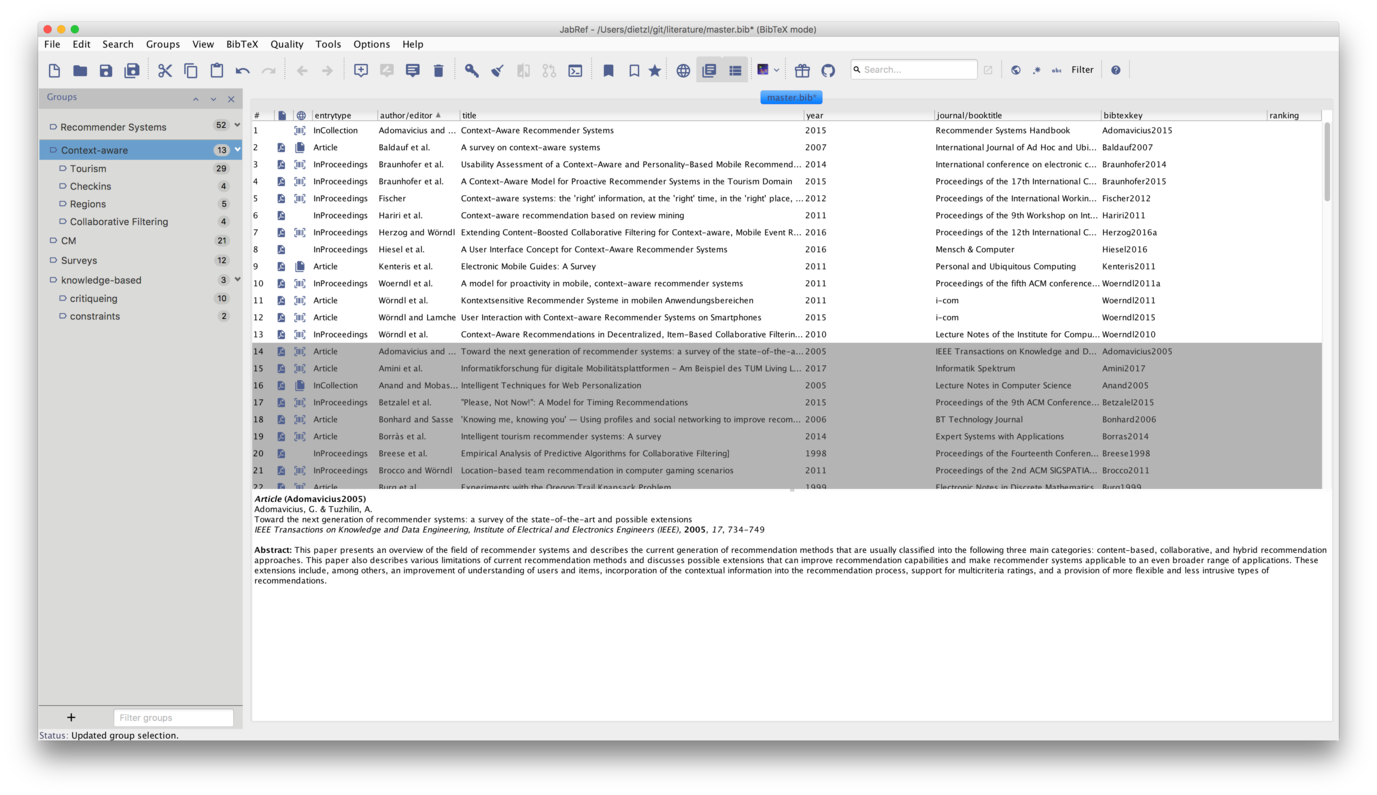 JabRef - /Users/dietzl/git/literature/master.bib* (BibTeX mode)
File Edit Search Groups View BibTeX Quality Tools Options Help
Search... Filter
Groups
master.bib*
Recommender Systems 52
Context-aware 13
Tourism 29
Checkins 4
Regions 5
Collaborative Filtering 4
CM 21
Surveys 12
knowledge-based 3
critiqueing 10
constraints 2
# entrytype author/editor title year journal/booktitle bibtexkey ranking
1 InCollection Adomavicius and ... Context-Aware Recommender Systems 2015 Recommender Systems Handbook Adomavicius2015
2 Article Baldauf et al. A survey on context-aware systems 2007 International Journal of Ad Hoc and Ubi... Baldauf2007
3 InProceedings Braunhofer et al. Usability Assessment of a Context-Aware and Personality-Based Mobile Recommend... 2014 International conference on electronic c... Braunhofer2014
4 InProceedings Braunhofer et al. A Context-Aware Model for Proactive Recommender Systems in the Tourism Domain 2015 Proceedings of the 17th International C... Braunhofer2015
5 InProceedings Fischer Context-aware systems: the 'right' information, at the 'right' time, in the 'right' place, ... 2012 Proceedings of the International Workin... Fischer2012
6 InProceedings Hariri et al. Context-aware recommendation based on review mining 2011 Proceedings of the 9th Workshop on Int... Hariri2011
7 InProceedings Herzog and Wörndl Extending Content-Boosted Collaborative Filtering for Context-aware, Mobile Event R... 2016 Proceedings of the 12th International C... Herzog2016a
8 InProceedings Hiesel et al. A User Interface Concept for Context-Aware Recommender Systems 2016 Mensch & Computer Hiesel2016
9 Article Kenteris et al. Electronic Mobile Guides: A Survey 2011 Personal and Ubiquitous Computing Kenteris2011
10 InProceedings Woerndl et al. A model for proactivity in mobile, context-aware recommender systems 2011 Proceedings of the fifth ACM conference... Woerndl2011a
11 Article Wörndl et al. Kontextsensitive Recommender Systeme in mobilen Anwendungsbereichen 2011 i-com Woerndl2011
12 Article Wörndl and Lamche User Interaction with Context-aware Recommender Systems on Smartphones 2015 i-com Woerndl2015
13 InProceedings Wörndl et al. Context-Aware Recommendations in Decentralized, Item-Based Collaborative Filterin... 2010 Lecture Notes of the Institute for Compu... Woerndl2010
14 Article Adomavicius and ... Toward the next generation of recommender systems: a survey of the state-of-the-a... 2005 IEEE Transactions on Knowledge and D... Adomavicius2005
15 Article Amini et al. Informatikforschung für digitale Mobilitätsplattformen - Am Beispiel des TUM Living L... 2017 Informatik Spektrum Amini2017
16 InCollection Anand and Mobas... Intelligent Techniques for Web Personalization 2005 Lecture Notes in Computer Science Anand2005
17 InProceedings Betzalel et al. "Please, Not Now!": A Model for Timing Recommendations 2015 Proceedings of the 9th ACM Conference... Betzalel2015
18 Article Bonhard and Sasse 'Knowing me, knowing you' — Using profiles and social networking to improve recom... 2006 BT Technology Journal Bonhard2006
19 Article Borràs et al. Intelligent tourism recommender systems: A survey 2014 Expert Systems with Applications Borras2014
20 InProceedings Breese et al. Empirical Analysis of Predictive Algorithms for Collaborative Filtering] 1998 Proceedings of the Fourteenth Conferen... Breese1998
21 InProceedings Brocco and Wörndl Location-based team recommendation in computer gaming scenarios 2011 Proceedings of the 2nd ACM SIGSPATIA... Brocco2011
22 Article Burg et al. Experiments with the Oregon Trail Knapsack Problem 1999 Electronic Notes in Discrete Mathematics Burg1999
Article (Adomavicius2005)
Adomavicius, G. & Tuzhilin, A.
Toward the next generation of recommender systems: a survey of the state-of-the-art and possible extensions
IEEE Transactions on Knowledge and Data Engineering, Institute of Electrical and Electronics Engineers (IEEE), 2005, 17, 734-749
Abstract: This paper presents an overview of the field of recommender systems and describes the current generation of recommendation methods that are usually classified into the following three main categories: content-based, collaborative, and hybrid recommendation
approaches. This paper also describes various limitations of current recommendation methods and discusses possible extensions that can improve recommendation capabilities and make recommender systems applicable to an even broader range of applications. These
extensions include, among others, an improvement of understanding of users and items, incorporation of the contextual information into the recommendation process, support for multicriteria ratings, and a provision of more flexible and less intrusive types of
recommendations.
Filter groups
Status: Updated group selection.